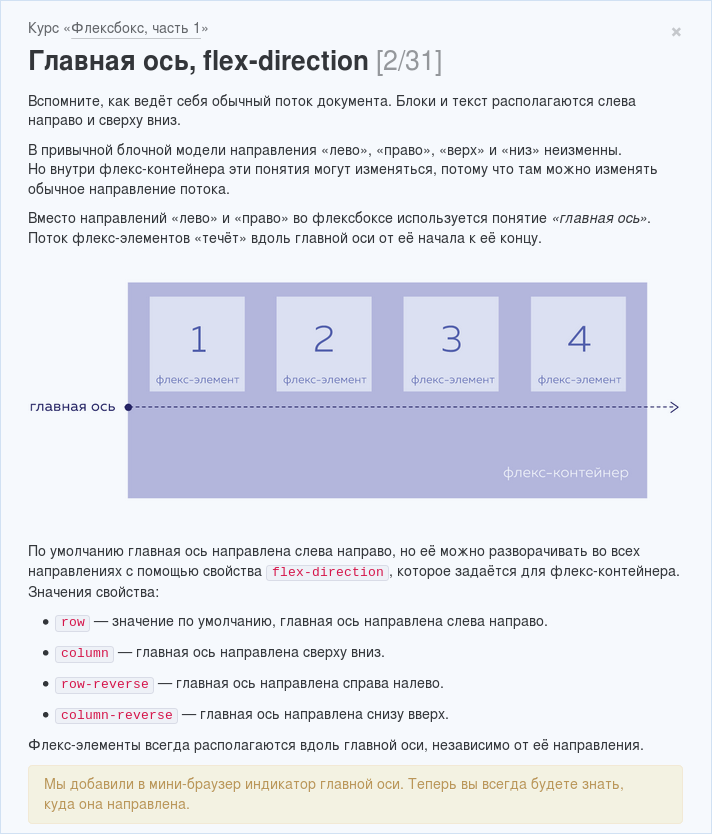 Курс «Флексбокс, часть 1»
×
Главная ось, flex-direction [2/31]
Вспомните, как ведёт себя обычный поток документа. Блоки и текст располагаются слева
направо и сверху вниз.
В привычной блочной модели направления «лево», «право», «верх» и «низ» неизменны.
Но внутри флекс-контейнера эти понятия могут изменяться, потому что там можно изменять
обычное направление потока.
Вместо направлений «лево» и «право» во флексбоксе используется понятие «главная ось».
Поток флекс-элементов «течёт» вдоль главной оси от её начала к её концу.
1 2 3 4
флекс-элемент флекс-элемент флекс-элемент флекс-элемент
главная ось
флекс-контейнер
По умолчанию главная ось направлена слева направо, но её можно разворачивать во всех
направлениях с помощью свойства flex-direction, которое задаётся для флекс-контейнера.
Значения свойства:
• row — значение по умолчанию, главная ось направлена слева направо.
• column — главная ось направлена сверху вниз.
• row-reverse — главная ось направлена справа налево.
• column-reverse — главная ось направлена снизу вверх.
Флекс-элементы всегда располагаются вдоль главной оси, независимо от её направления.
Мы добавили в мини-браузер индикатор главной оси. Теперь вы всегда будете знать,
куда она направлена.